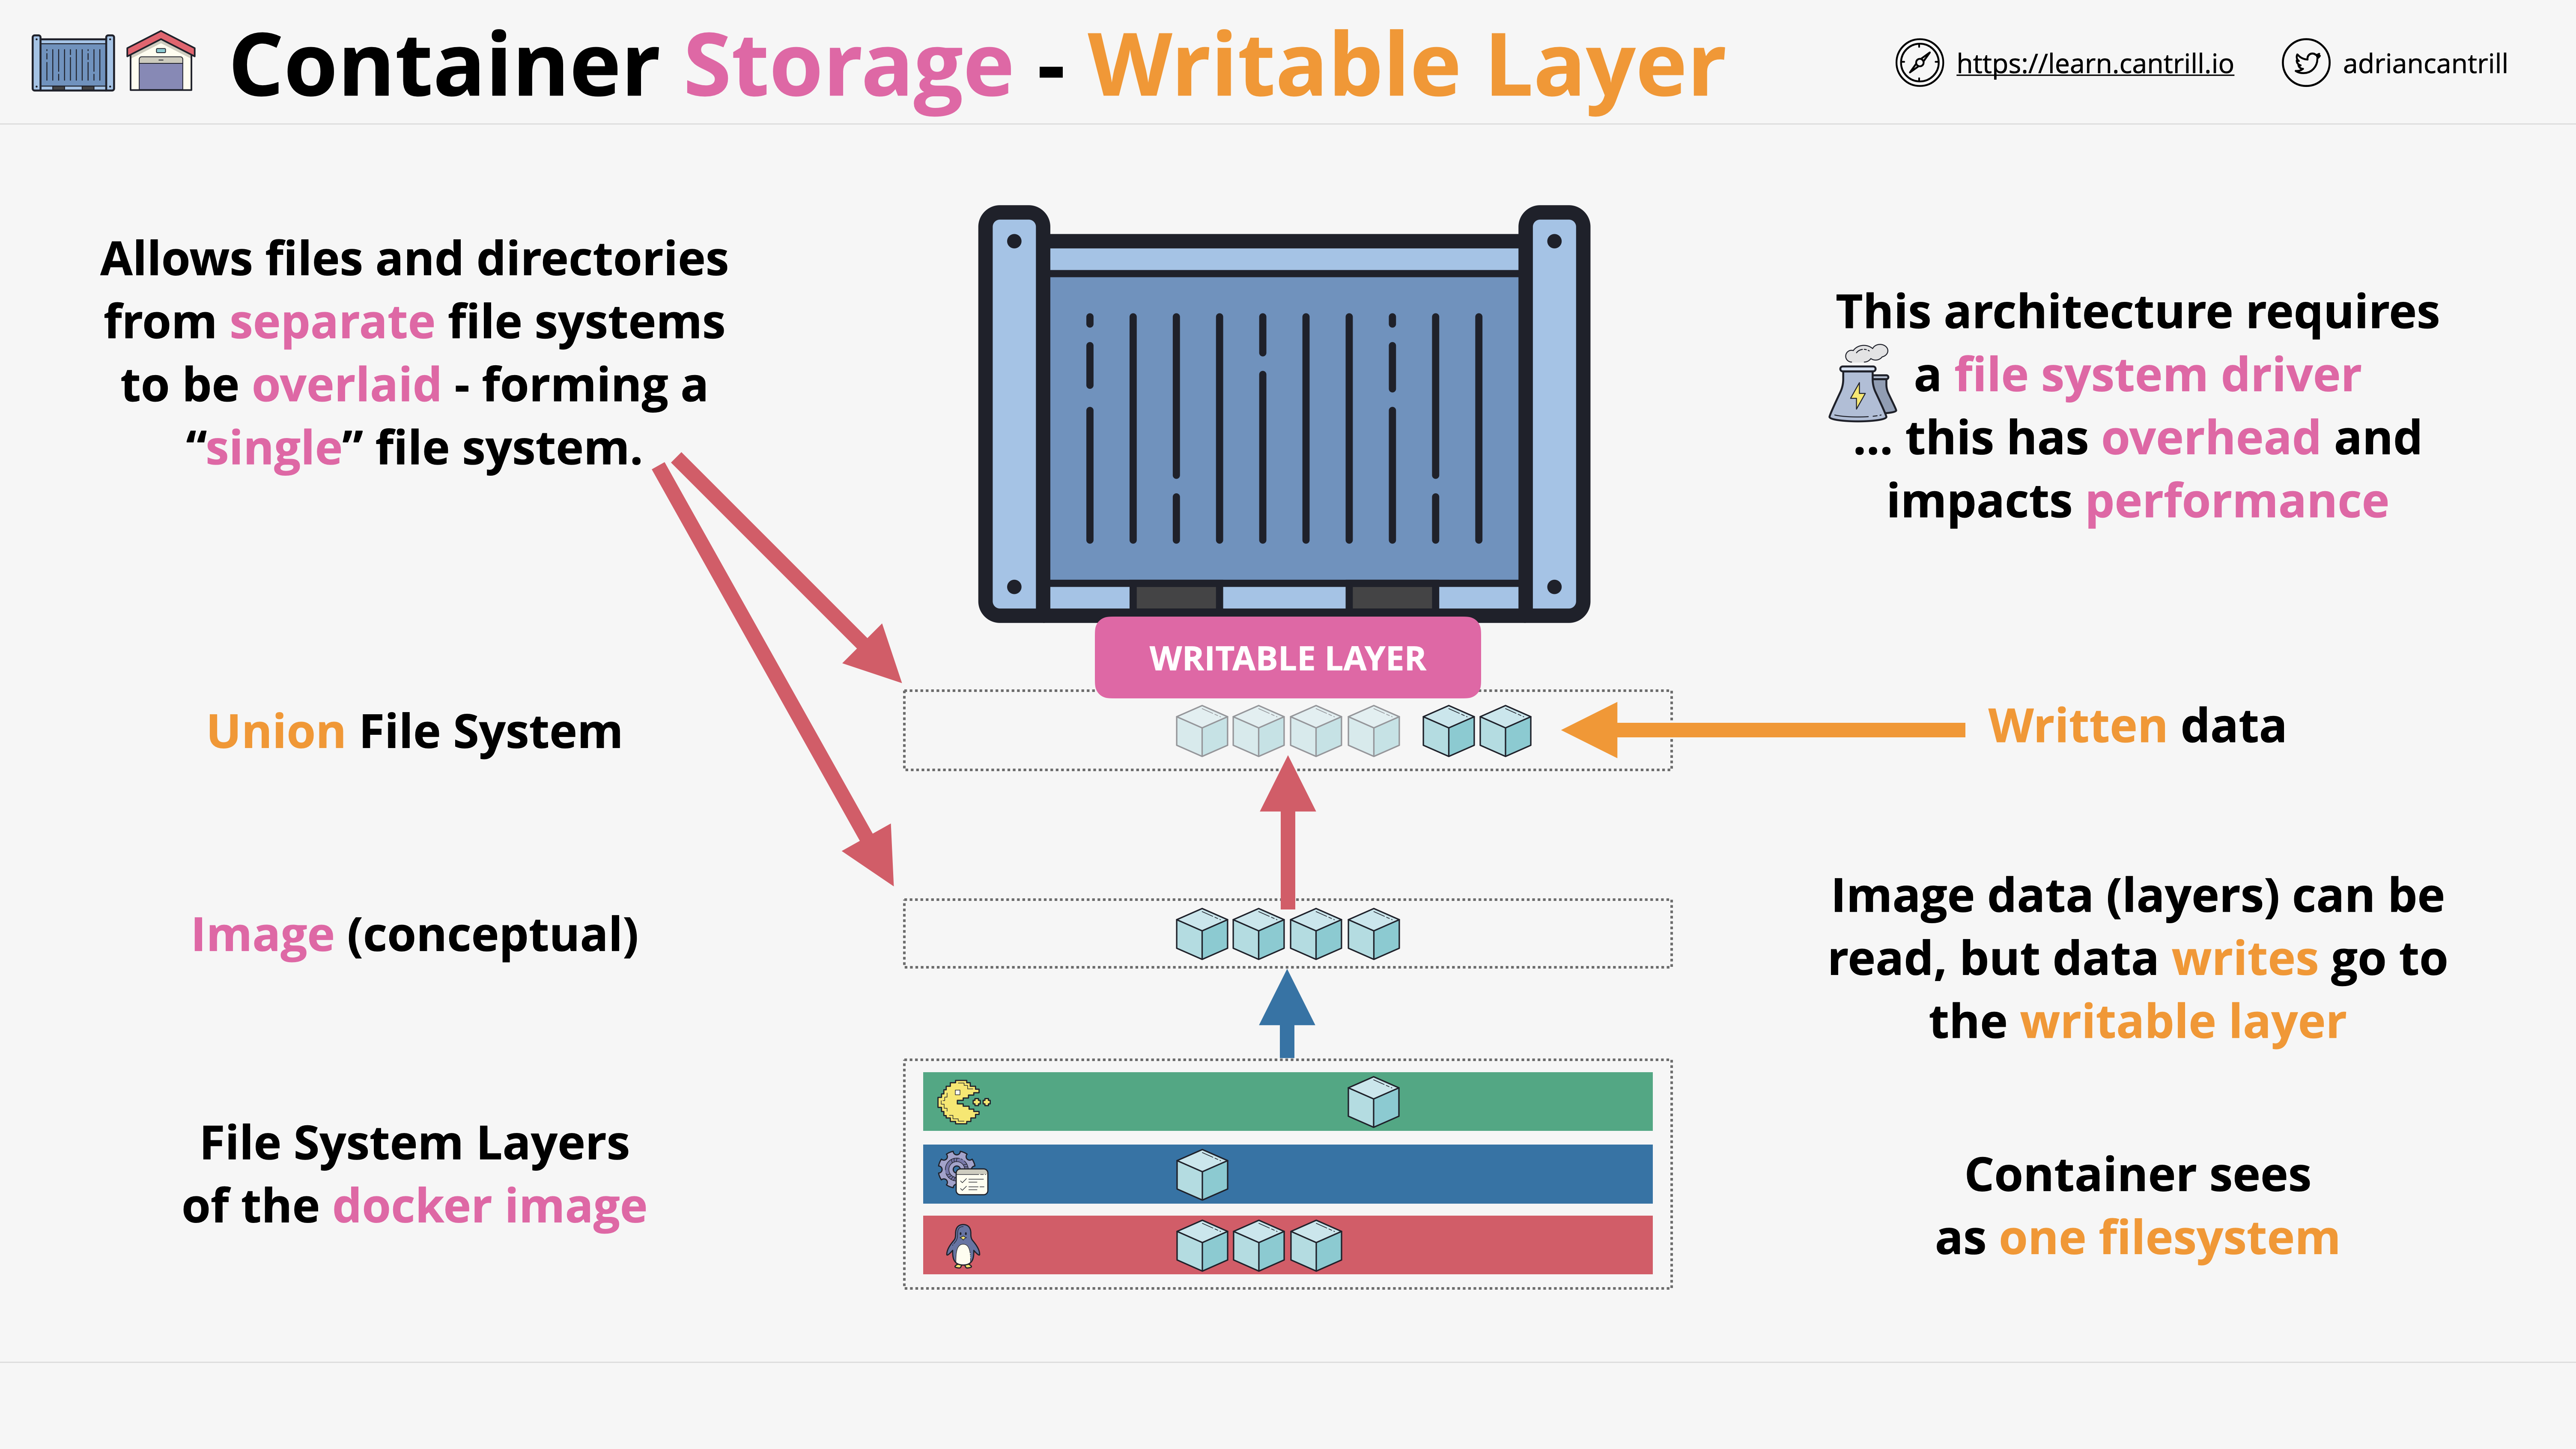 Container Storage - Writable Layer
https://learn.cantrill.io
adriancantrill
Allows files and directories
from separate file systems
to be overlaid - forming a
“single” file system.
This architecture requires
a file system driver
... this has overhead and
impacts performance
WRITABLE LAYER
Union File System
Written data
Image (conceptual)
Image data (layers) can be
read, but data writes go to
the writable layer
File System Layers
of the docker image
Container sees
as one filesystem